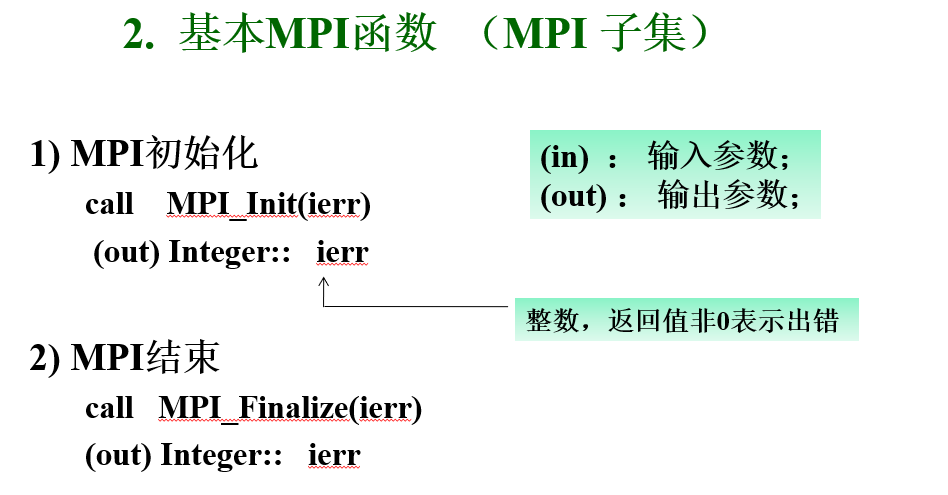 2. 基本MPI函数 （MPI 子集）
1) MPI初始化
call MPI_Init(ierr)
(out) Integer:: ierr
(in) ： 输入参数；
(out)： 输出参数；
整数，返回值非0表示出错
2) MPI结束
call MPI_Finalize(ierr)
(out) Integer:: ierr